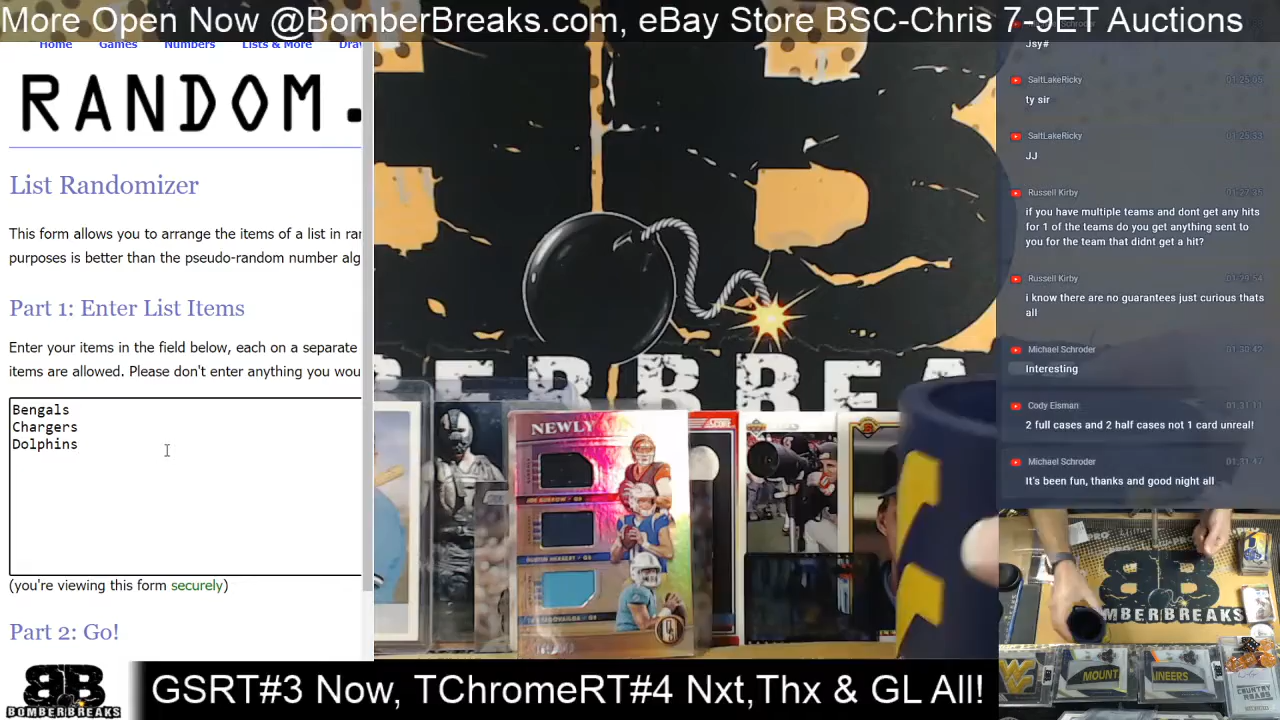 More Open Now @BomberBreaks.com, eBay Store BSC-Chris 7-9ET Auctions
Home Games Numbers Lists & More
RANDOM.
List Randomizer
This form allows you to arrange the items of a list in
purposes is better than the pseudo-random number
Part 1: Enter List Items
Enter your items in the field below, each on a separate
items are allowed. Please don't enter anything you
Bengals
Chargers
Dolphins
(you're viewing this form securely)
Part 2: Go!
NEWLY
SCORE
Jsy#
SaltLakeRicky
ty sir
SaltLakeRicky
JJ
Russell Kirby
if you have multiple teams and dont get any hits
for 1 of the teams do you get anything sent to
you for the team that didnt get a hit?
Russell Kirby
i know there are no guarantees just curious thats
all
Michael Schroder
Interesting
Cody Eisman
2 full cases and 2 half cases not 1 card unreal!
Michael Schroder
It's been fun, thanks and good night all
BOMBERBREAKS
MOUNT
AINEERS
COUNTRY
ROADS
BB
BOMBERBREAKS
GSRT#3 Now, TChromeRT#4 Nxt,Thx & GL All!